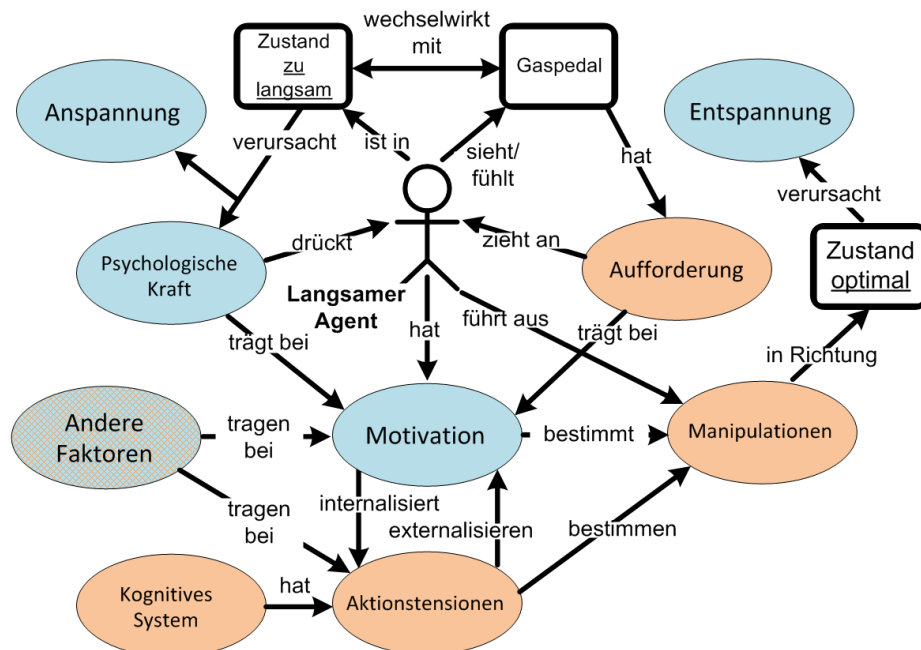 wechselwirkt
mit
Zustand
zu
langsam
Gaspedal
Anspannung
Entspannung
verursacht
ist in
sieht/
fühlt
hat
verursacht
Psychologische
Kraft
drückt
zieht an
Aufforderung
Zustand
optimal
Langsamer
Agent
hat
führt aus
trägt bei
trägt bei
in Richtung
Andere
Faktoren
tragen
bei
Motivation
bestimmt
Manipulationen
tragen
bei
internalisiert
externalisieren
bestimmen
Kognitives
System
hat
Aktionstensionen